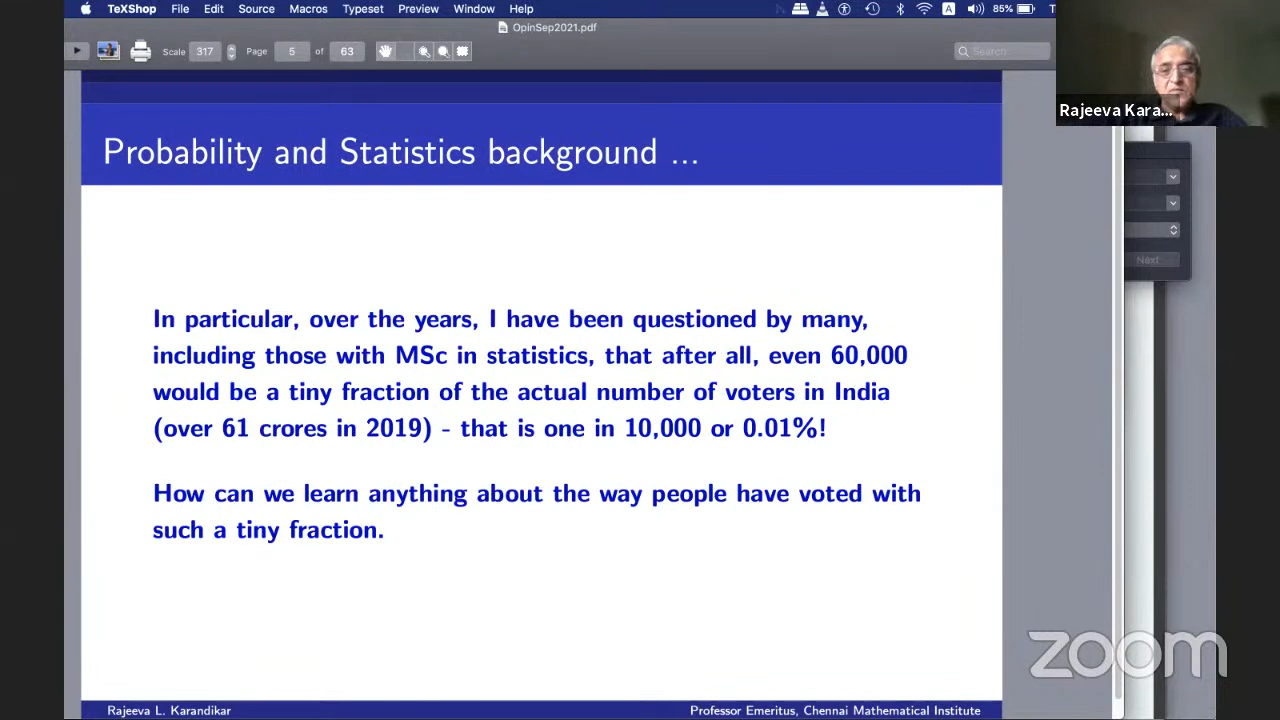 TeXShop File Edit Source Macros Typeset Preview Window Help A 85%
OpinSep2021.pdf
Scale 317 Page 5 of 63 Search
Rajeeva Kara...
Probability and Statistics background ...
Next
In particular, over the years, I have been questioned by many,
including those with MSc in statistics, that after all, even 60,000
would be a tiny fraction of the actual number of voters in India
(over 61 crores in 2019) - that is one in 10,000 or 0.01%!
How can we learn anything about the way people have voted with
such a tiny fraction.
zoom
Rajeeva L. Karandikar Professor Emeritus, Chennai Mathematical Institute